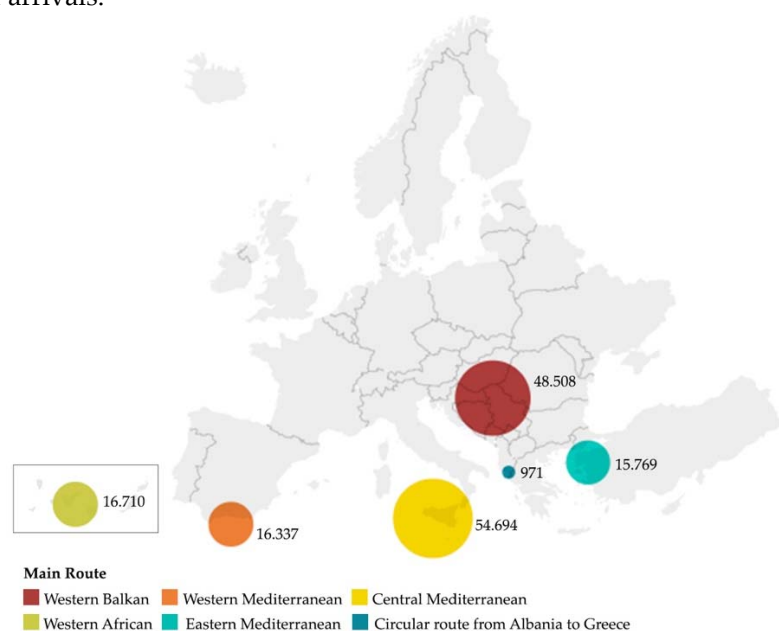 arrivals.
48.508
971
15.769
16.710
16.337
54.694
Main Route
Western Balkan Western Mediterranean Central Mediterranean
Western African Eastern Mediterranean Circular route from Albania to Greece